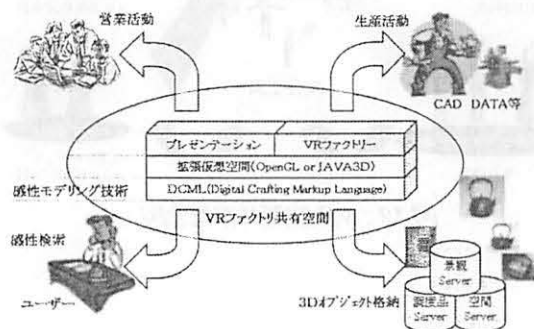 営業活動
生産活動
CAD DATA等
プレゼンテーション
VRファクトリー
拡張仮想空間(OpenGL or JAVA3D)
DCML(Digital Crafting Markup Language)
感性モデリング技術
VRファクトリ共有空間
感性検索
ユーザー
3Dオブジェクト格納
景観
Server
調度品
Server
空間
Server